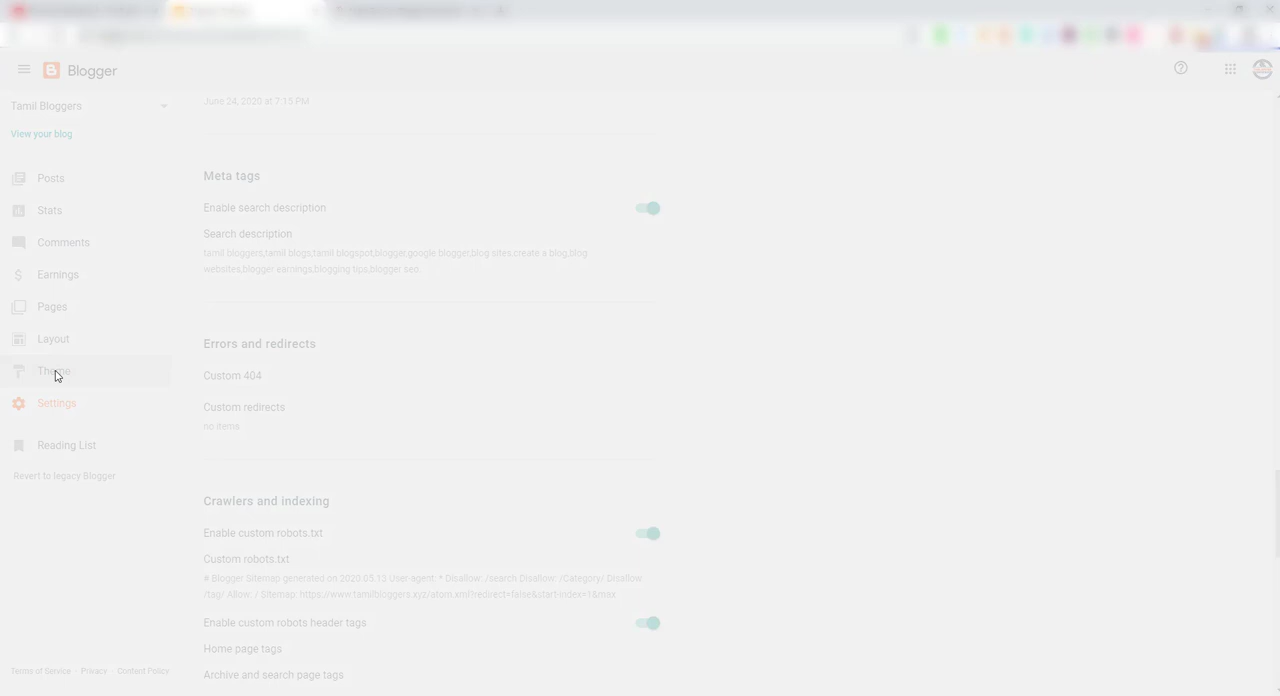 Blogger
Tamil Bloggers
View your blog
Posts
Stats
Comments
Earnings
Pages
Layout
Theme
Settings
Reading List
Revert to legacy Blogger
Terms of Service · Privacy · Content Policy
June 24, 2020 at 7:15 PM
Meta tags
Enable search description
Search description
tamil bloggers,tamil blogs,tamil blogspot,blogger,google blogger,blog sites,create a blog,blog
websites,blogger earnings,blogging tips,blogger seo.
Errors and redirects
Custom 404
Custom redirects
no items
Crawlers and indexing
Enable custom robots.txt
Custom robots.txt
# Blogger Sitemap generated on 2020.05.13 User-agent: * Disallow: /search Disallow: /Category/ Disallow:
/tag/ Allow: / Sitemap: https://www.tamilbloggers.xyz/atom.xml?redirect=false&start-index=1&max
Enable custom robots header tags
Home page tags
Archive and search page tags